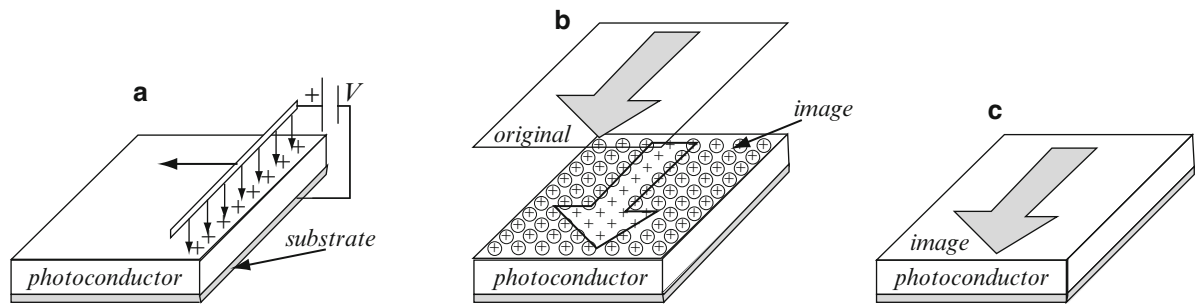 a
+
V
substrate
photoconductor
b
original
image
photoconductor
c
image
photoconductor